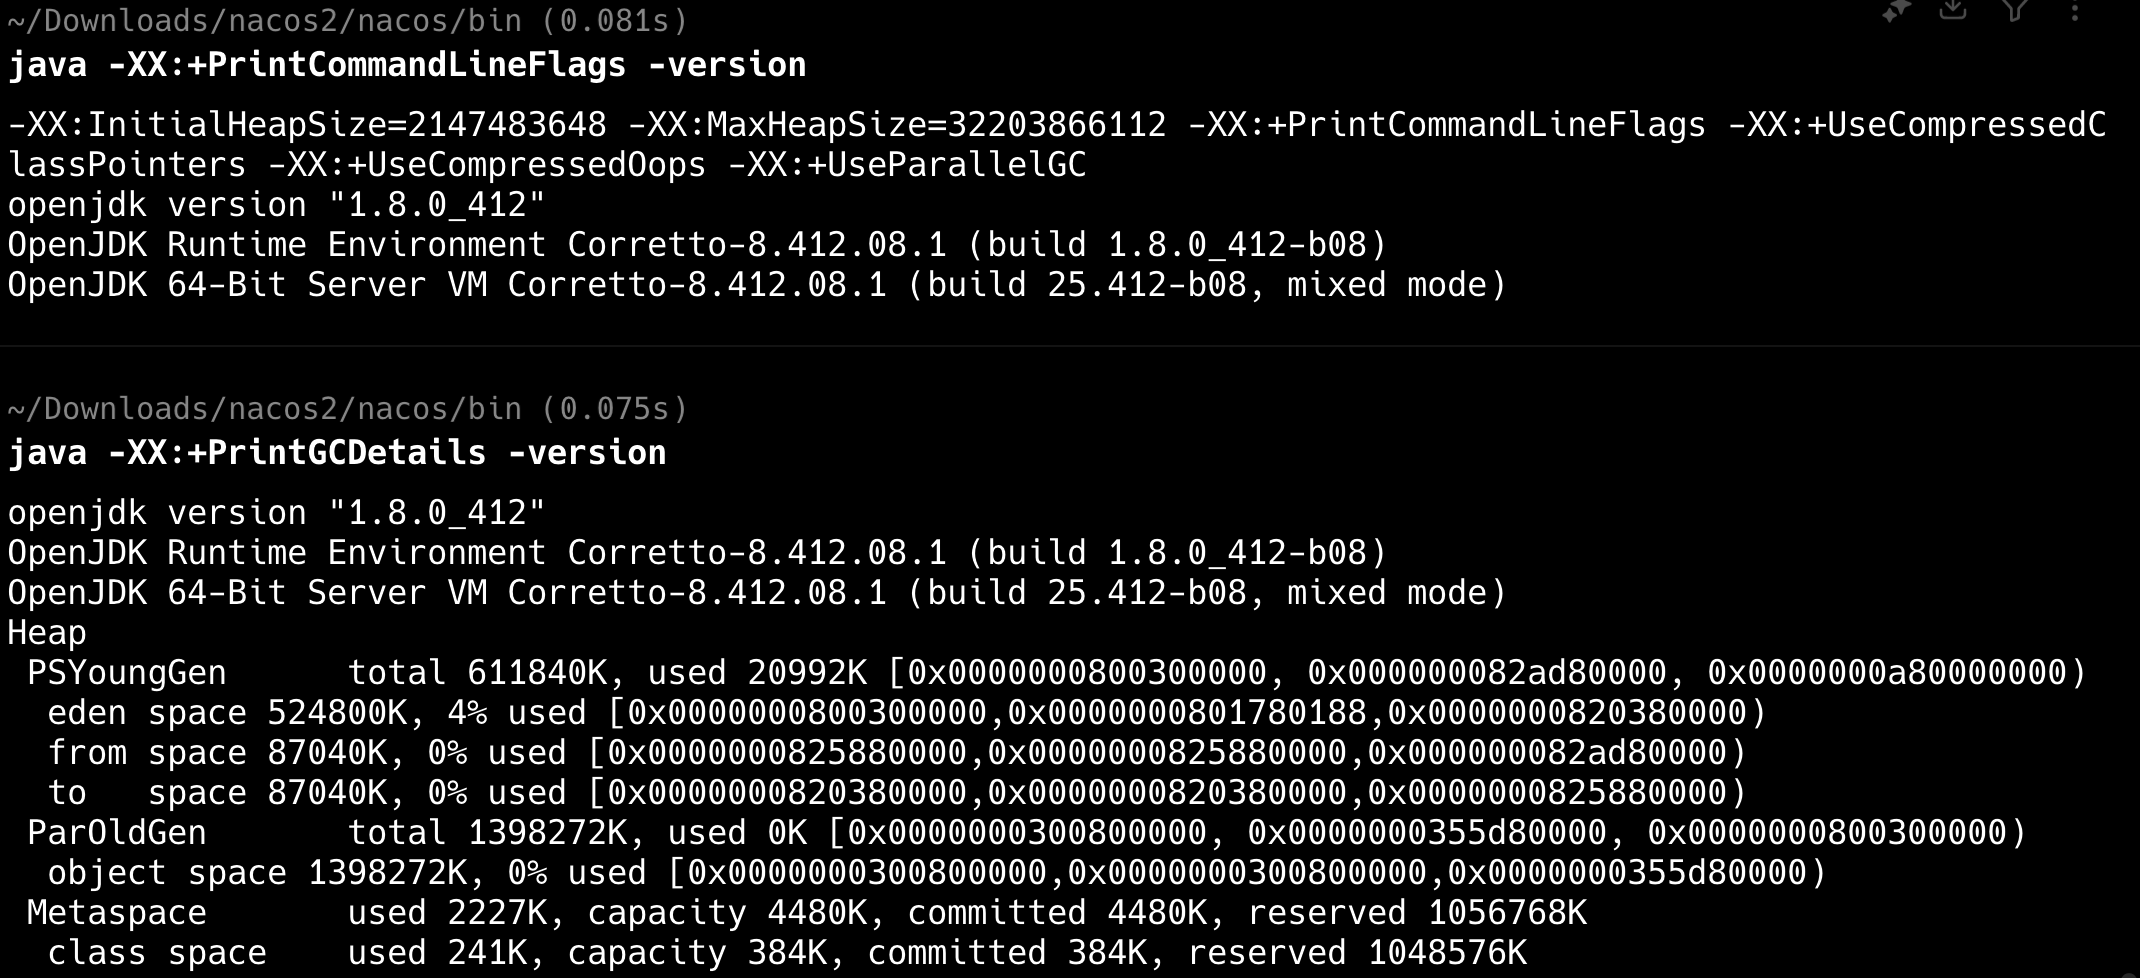 ~/Downloads/nacos2/nacos/bin (0.081s)
java -XX:+PrintCommandLineFlags -version
-XX:InitialHeapSize=2147483648 -XX:MaxHeapSize=32203866112 -XX:+PrintCommandLineFlags -XX:+UseCompressedC
lassPointers -XX:+UseCompressedOops -XX:+UseParallelGC
openjdk version "1.8.0_412"
OpenJDK Runtime Environment Corretto-8.412.08.1 (build 1.8.0_412-b08)
OpenJDK 64-Bit Server VM Corretto-8.412.08.1 (build 25.412-b08, mixed mode)
~/Downloads/nacos2/nacos/bin (0.075s)
java -XX:+PrintGCDetails -version
openjdk version "1.8.0_412"
OpenJDK Runtime Environment Corretto-8.412.08.1 (build 1.8.0_412-b08)
OpenJDK 64-Bit Server VM Corretto-8.412.08.1 (build 25.412-b08, mixed mode)
Heap
 PSYoungGen      total 611840K, used 20992K [0x0000000800300000, 0x000000082ad80000, 0x0000000a80000000)
  eden space 524800K, 4% used [0x0000000800300000,0x0000000801780188,0x0000000820380000)
  from space 87040K, 0% used [0x0000000825880000,0x0000000825880000,0x000000082ad80000)
  to   space 87040K, 0% used [0x0000000820380000,0x0000000820380000,0x0000000825880000)
 ParOldGen       total 1398272K, used 0K [0x0000000300800000, 0x0000000355d80000, 0x0000000800300000)
  object space 1398272K, 0% used [0x0000000300800000,0x0000000300800000,0x0000000355d80000)
 Metaspace       used 2227K, capacity 4480K, committed 4480K, reserved 1056768K
  class space    used 241K, capacity 384K, committed 384K, reserved 1048576K